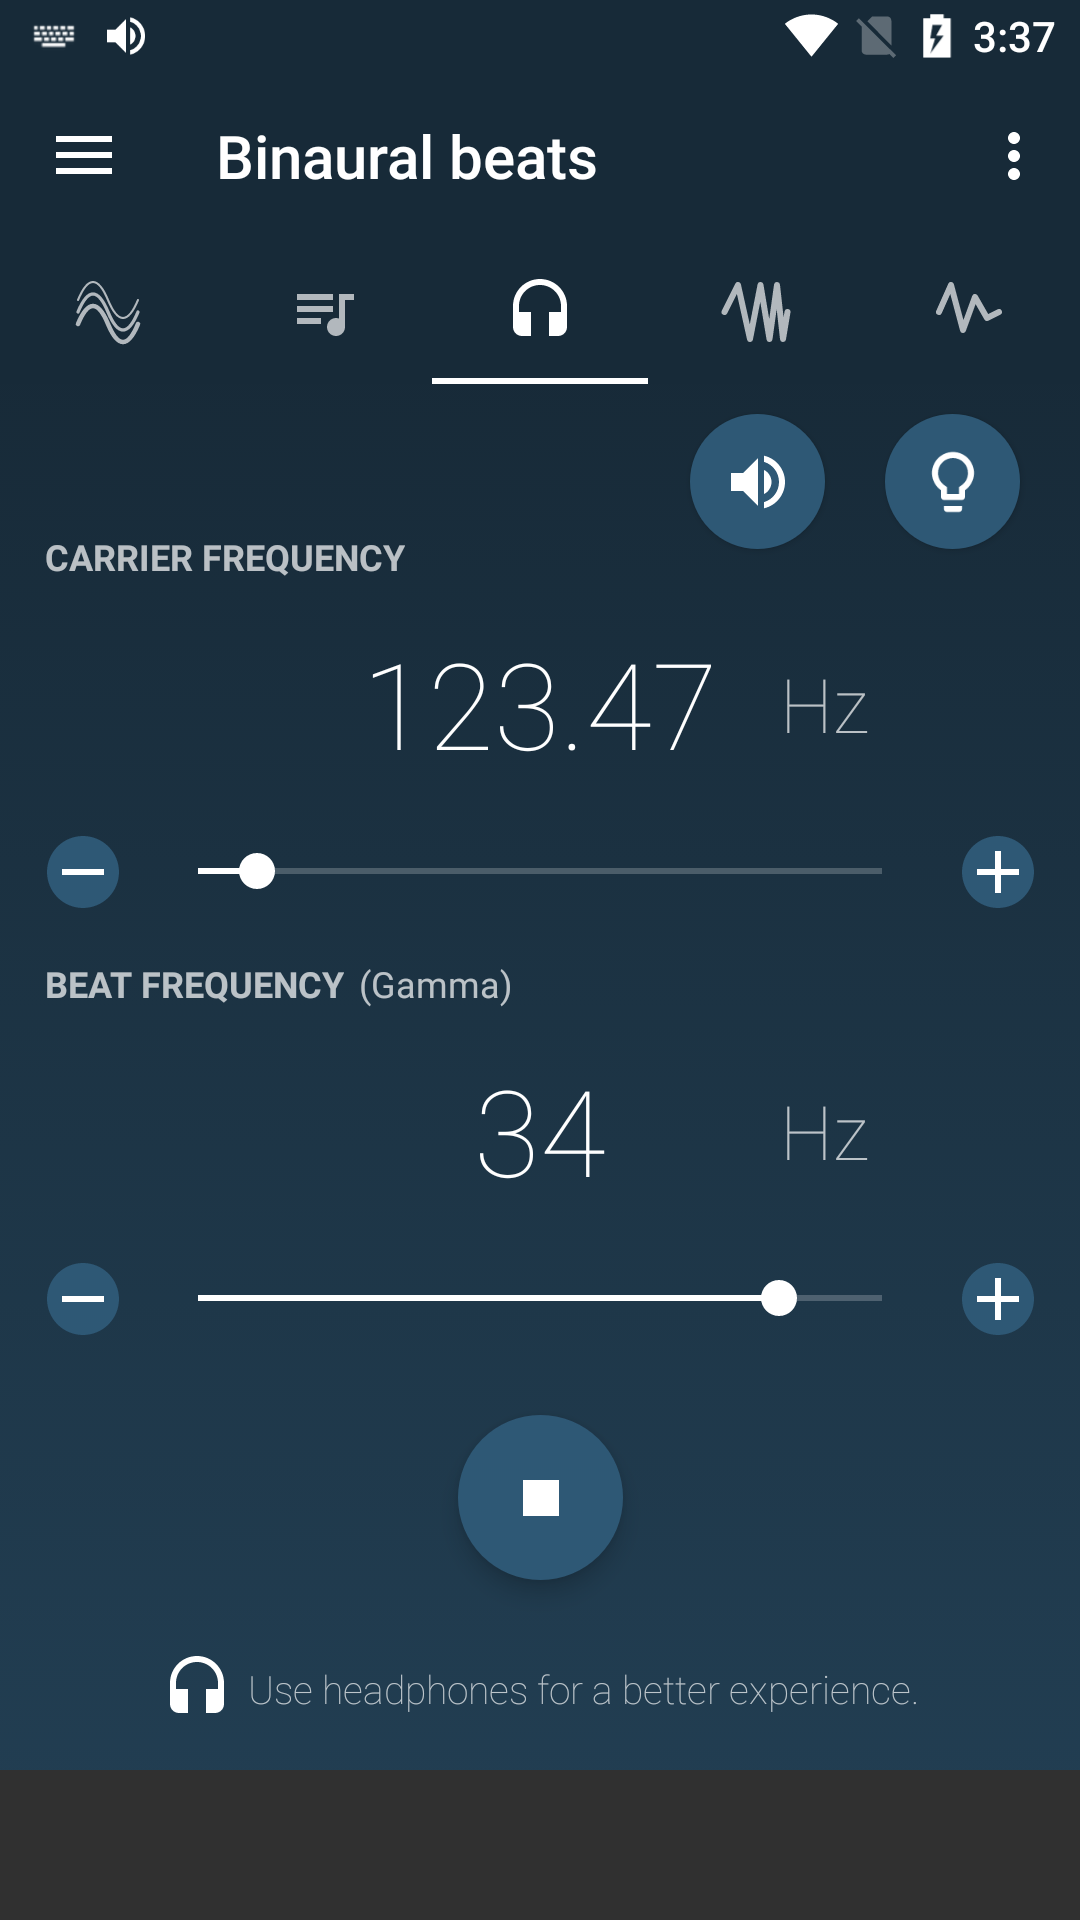 3:37
Binaural beats
CARRIER FREQUENCY
123.47 Hz
BEAT FREQUENCY (Gamma)
34 Hz
Use headphones for a better experience.